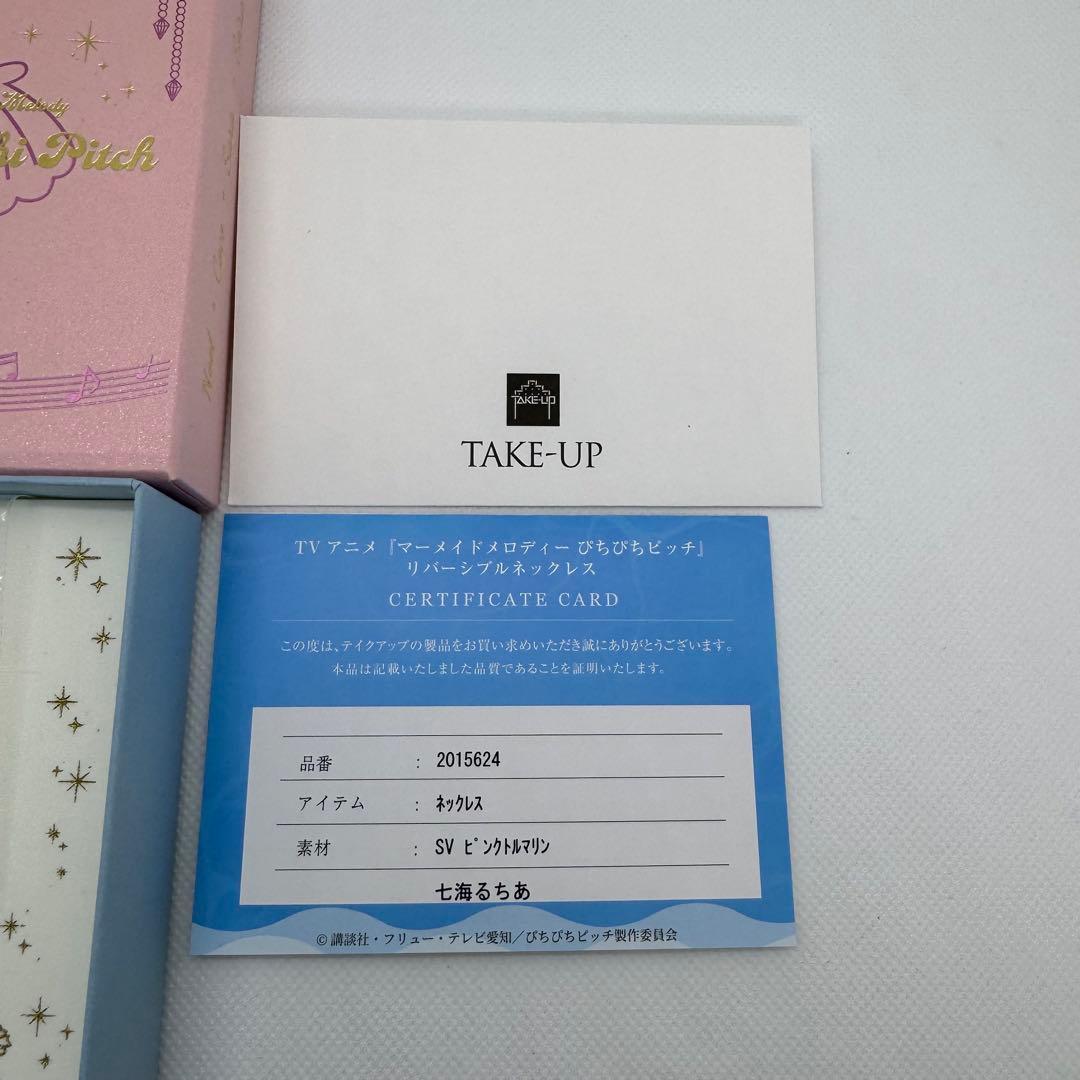 Melody
hi Pitch
TAKE-UP
TAKE-UP
TV アニメ『マーメイドメロディー ぴちぴちピッチ』
リバーシブルネックレス
CERTIFICATE CARD
この度は、テイクアップの製品をお買い求めいただき誠にありがとうございます。
本品は記載いたしました品質であることを証明いたします。
品番 : 2015624
アイテム : ﾈｯｸﾚｽ
素材 : SV ﾋﾟﾝｸﾄﾙﾏﾘﾝ
七海るちあ
©講談社・フリュー・テレビ愛知／ぴちぴちピッチ製作委員会